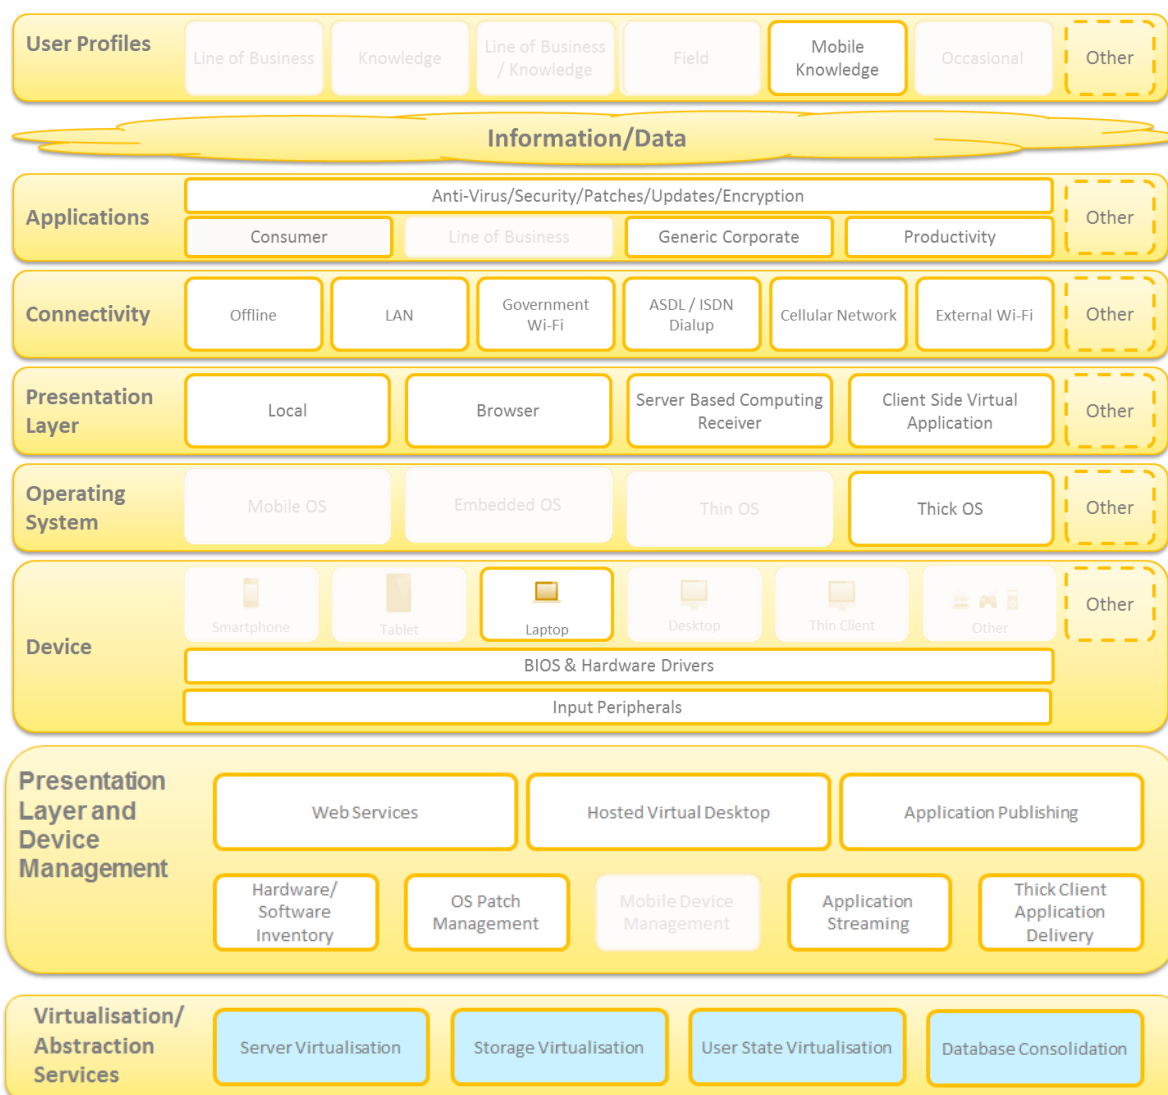 User Profiles
Line of Business
Knowledge
Line of Business
/ Knowledge
Field
Mobile
Knowledge
Occasional
Other
Information/Data
Applications
Anti-Virus/Security/Patches/Updates/Encryption
Consumer
Line of Business
Generic Corporate
Productivity
Other
Connectivity
Offline
LAN
Government
Wi-Fi
ASDL / ISDN
Dialup
Cellular Network
External Wi-Fi
Other
Presentation
Layer
Local
Browser
Server Based Computing
Receiver
Client Side Virtual
Application
Other
Operating
System
Mobile OS
Embedded OS
Thin OS
Thick OS
Other
Device
Smartphone
Tablet
Laptop
Desktop
Thin Client
Other
Other
BIOS & Hardware Drivers
Input Peripherals
Presentation
Layer and
Device
Management
Web Services
Hosted Virtual Desktop
Application Publishing
Hardware/
Software
Inventory
OS Patch
Management
Mobile Device
Management
Application
Streaming
Thick Client
Application
Delivery
Virtualisation/
Abstraction
Services
Server Virtualisation
Storage Virtualisation
User State Virtualisation
Database Consolidation